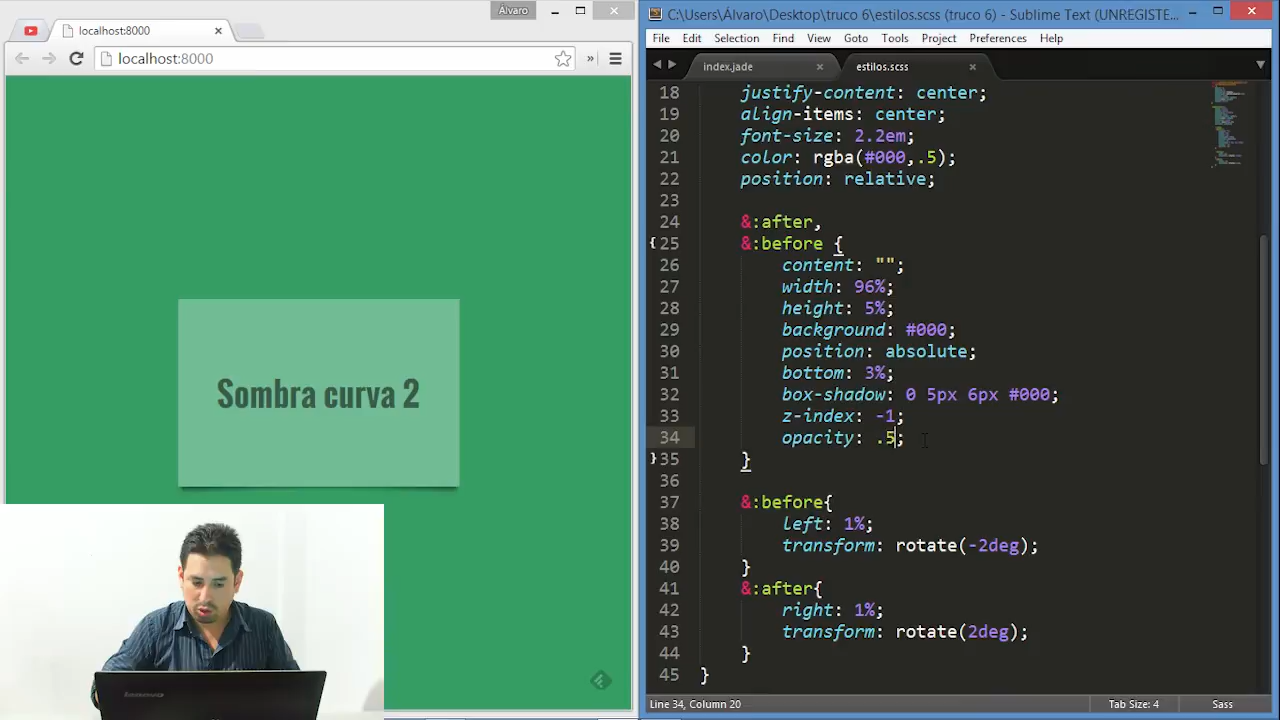 Álvaro
localhost:8000
localhost:8000
Sombra curva 2
lenovo
C:\Users\Álvaro\Desktop\truco 6\estilos.scss (truco 6) - Sublime Text (UNREGISTE...
File Edit Selection Find View Goto Tools Project Preferences Help
index.jade estilos.scss
18 justify-content: center;
19 align-items: center;
20 font-size: 2.2em;
21 color: rgba(#000,.5);
22 position: relative;
23
24 &:after,
25 &:before {
26 content: "";
27 width: 96%;
28 height: 5%;
29 background: #000;
30 position: absolute;
31 bottom: 3%;
32 box-shadow: 0 5px 6px #000;
33 z-index: -1;
34 opacity: .5;
35 }
36
37 &:before{
38 left: 1%;
39 transform: rotate(-2deg);
40 }
41 &:after{
42 right: 1%;
43 transform: rotate(2deg);
44 }
45 }
Line 34, Column 20 Tab Size: 4 Sass